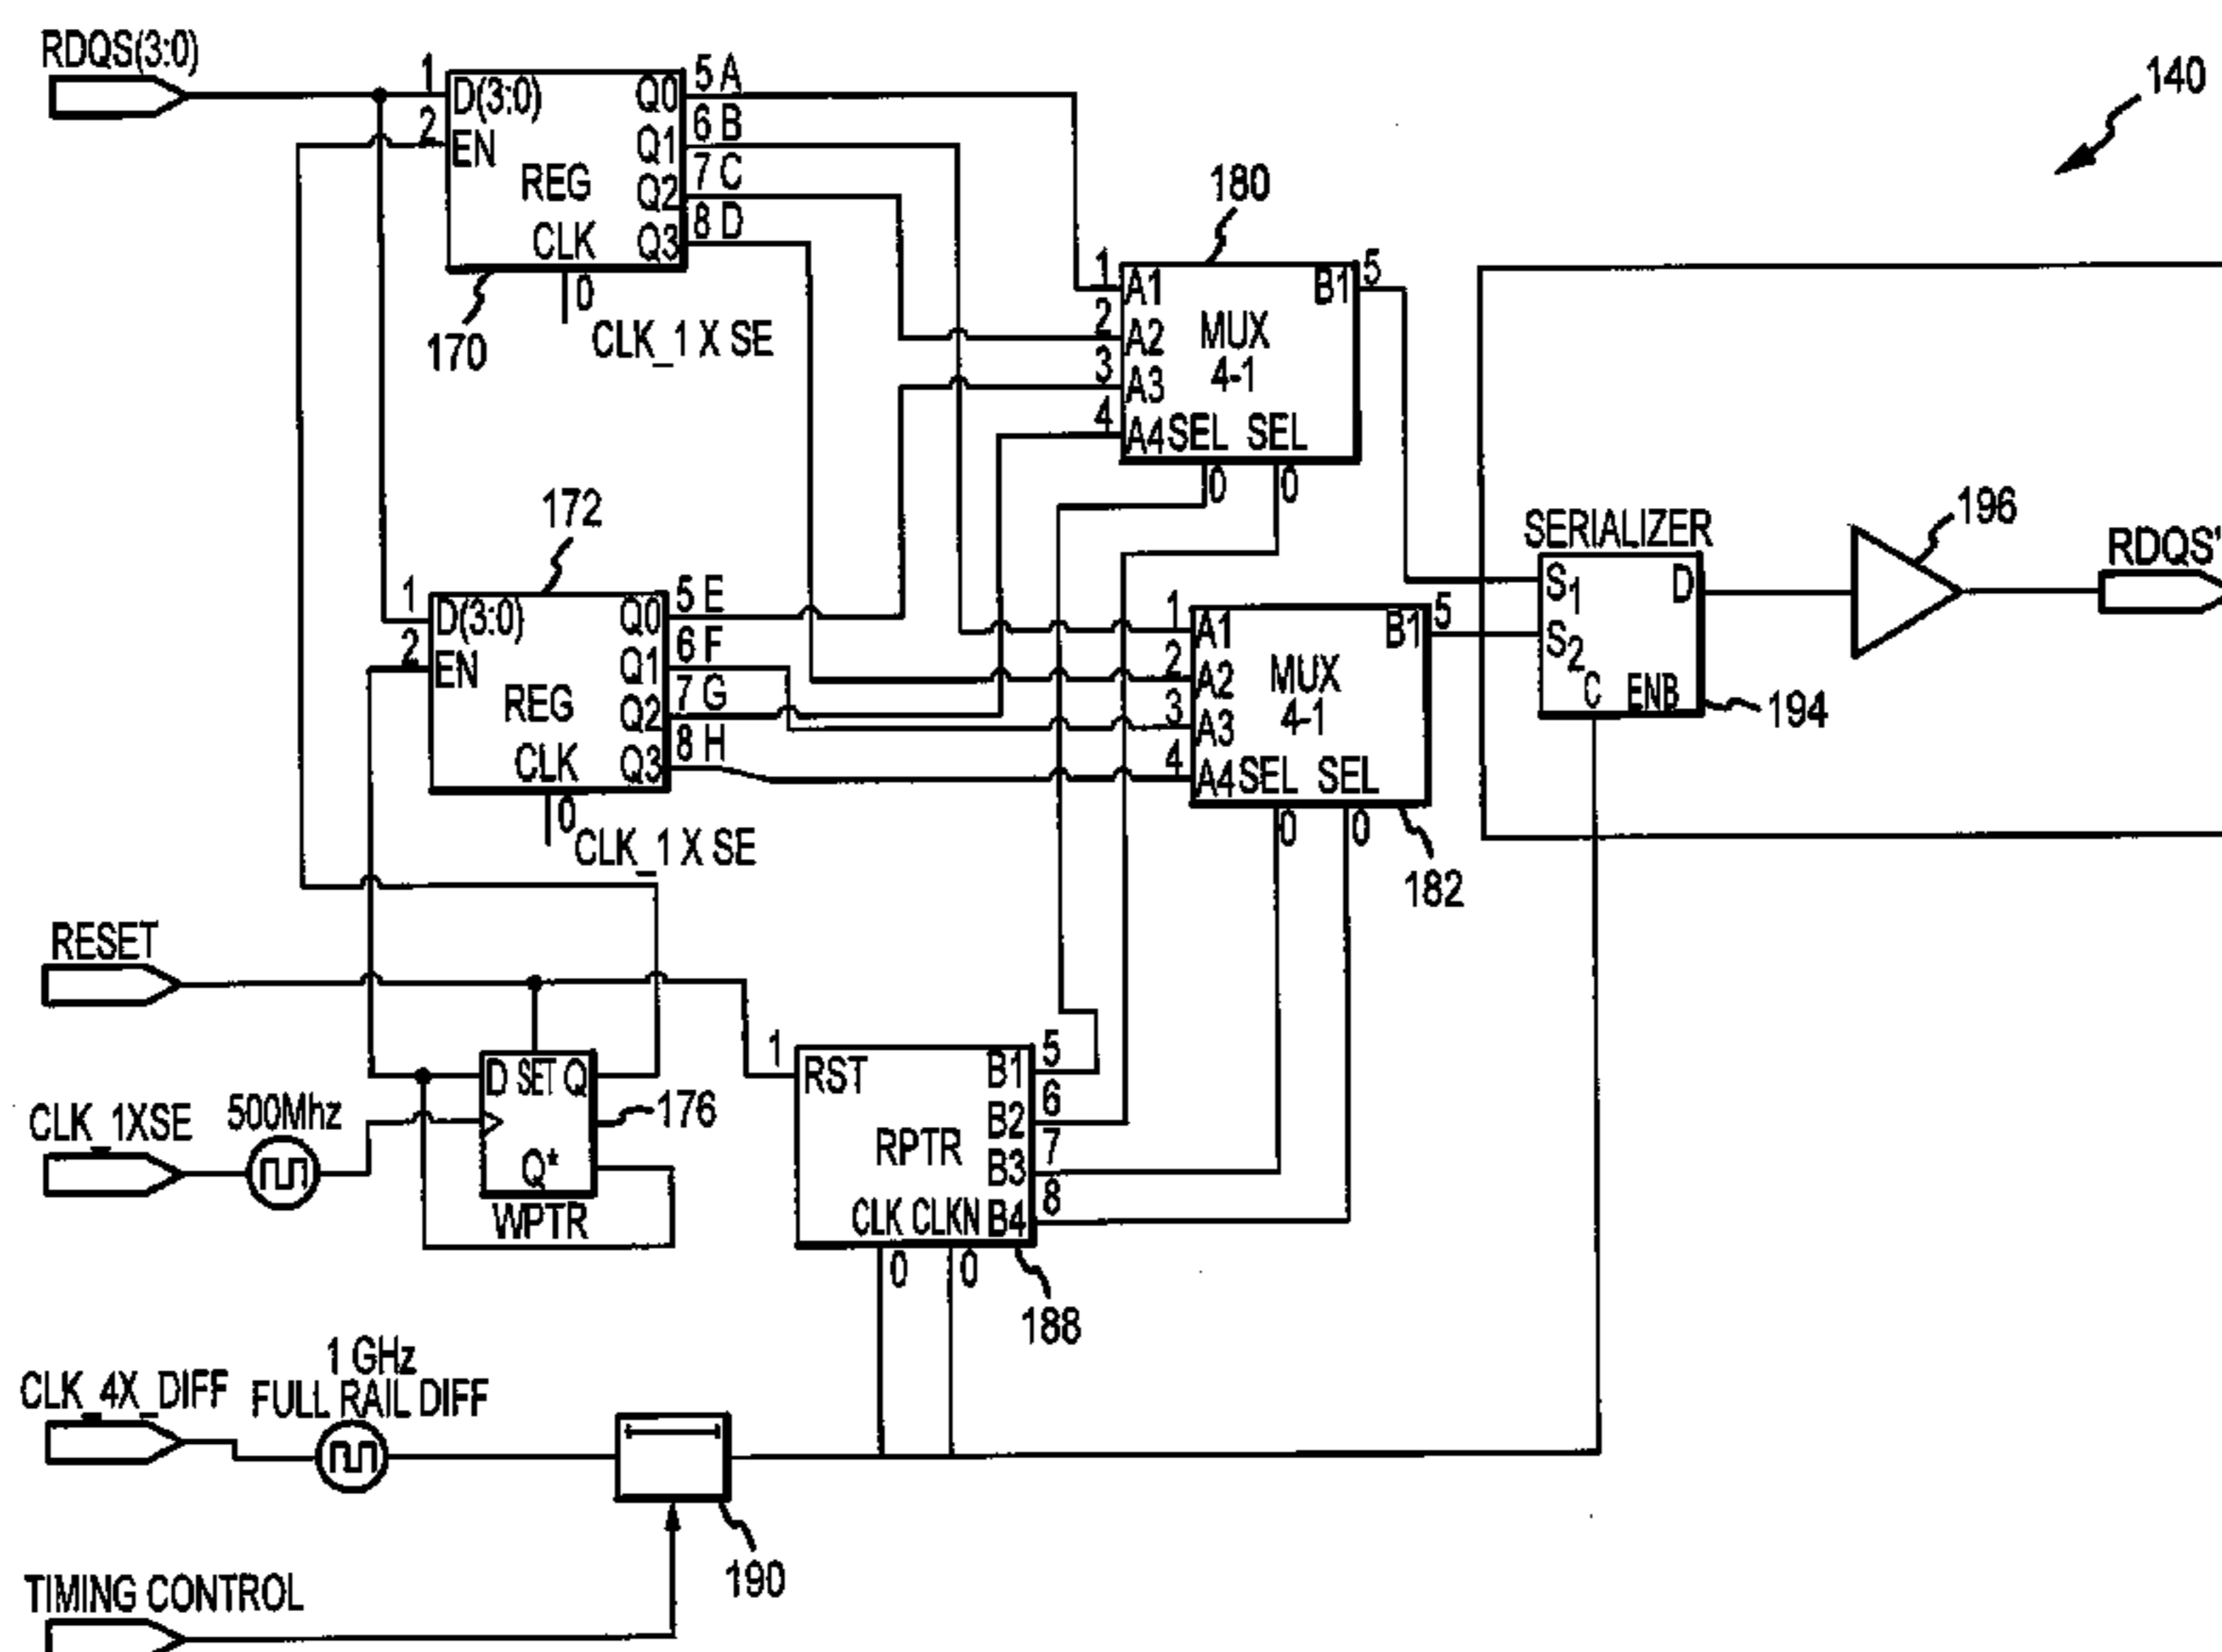 RDQS(3:0)
1
2
D(3:0)
EN
REG
CLK
Q0
Q1
Q2
Q3
5 A
6 B
7 C
8 D
0
CLK_1 X SE
170
140
180
1
2
3
4
A1
A2
A3
A4
MUX
4-1
SEL SEL
B1
5
0
0
172
1
2
D(3:0)
EN
REG
CLK
Q0
Q1
Q2
Q3
5 E
6 F
7 G
8 H
0
CLK_1 X SE
1
2
3
4
A1
A2
A3
A4
MUX
4-1
SEL SEL
B1
5
0
0
182
SERIALIZER
S1
S2
C
ENB
D
194
196
RDQS'
RESET
D SET Q
Q*
WPTR
176
CLK_1XSE
500Mhz
1
RST
RPTR
CLK CLKN
B1
B2
B3
B4
5
6
7
8
0
0
188
CLK_4X_DIFF
1 GHz
FULL RAIL DIFF
190
TIMING CONTROL